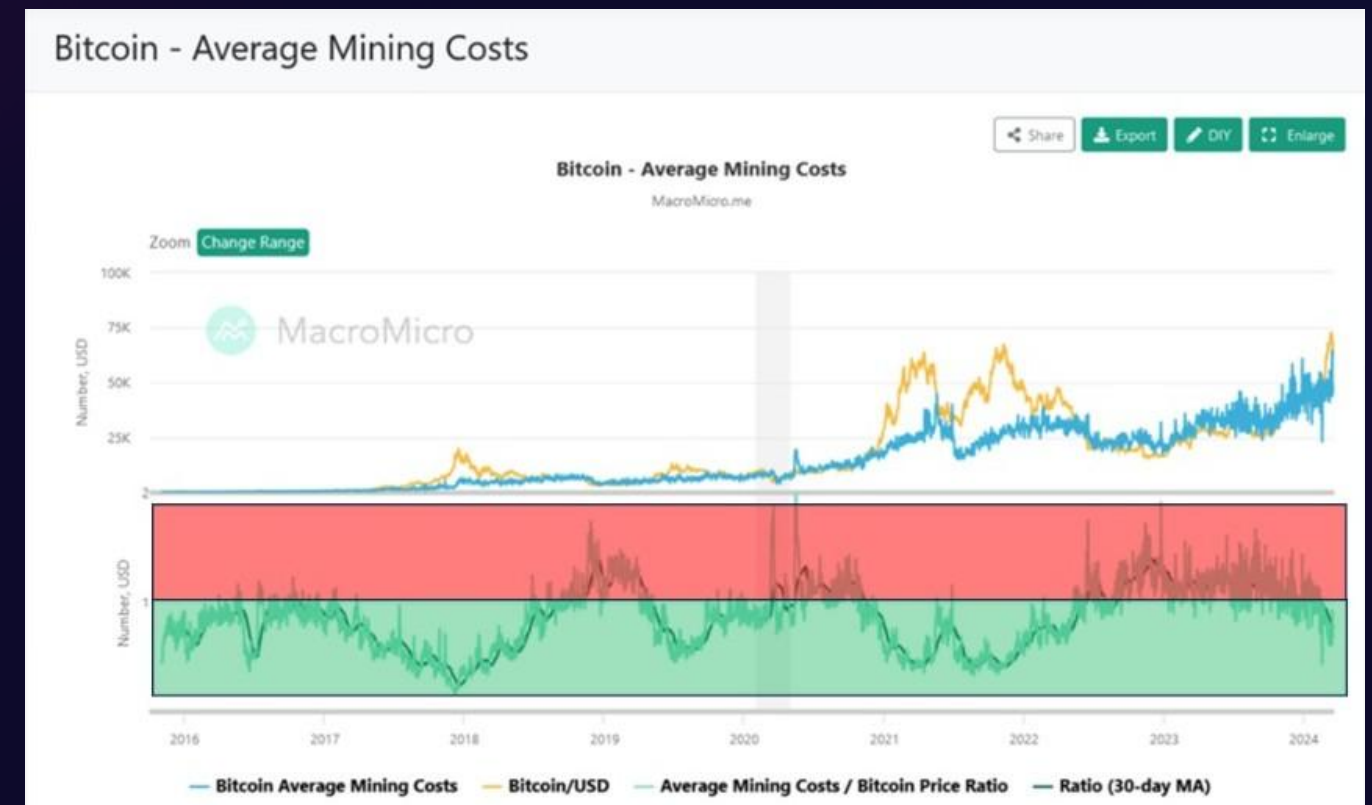 Bitcoin - Average Mining Costs
Share Export DIY Enlarge
Bitcoin - Average Mining Costs
MacroMicro.me
Zoom Change Range
100K
75K
50K
25K
Number, USD
MacroMicro
2
1
Number, USD
2016 2017 2018 2019 2020 2021 2022 2023 2024
Bitcoin Average Mining Costs Bitcoin/USD Average Mining Costs / Bitcoin Price Ratio Ratio (30-day MA)